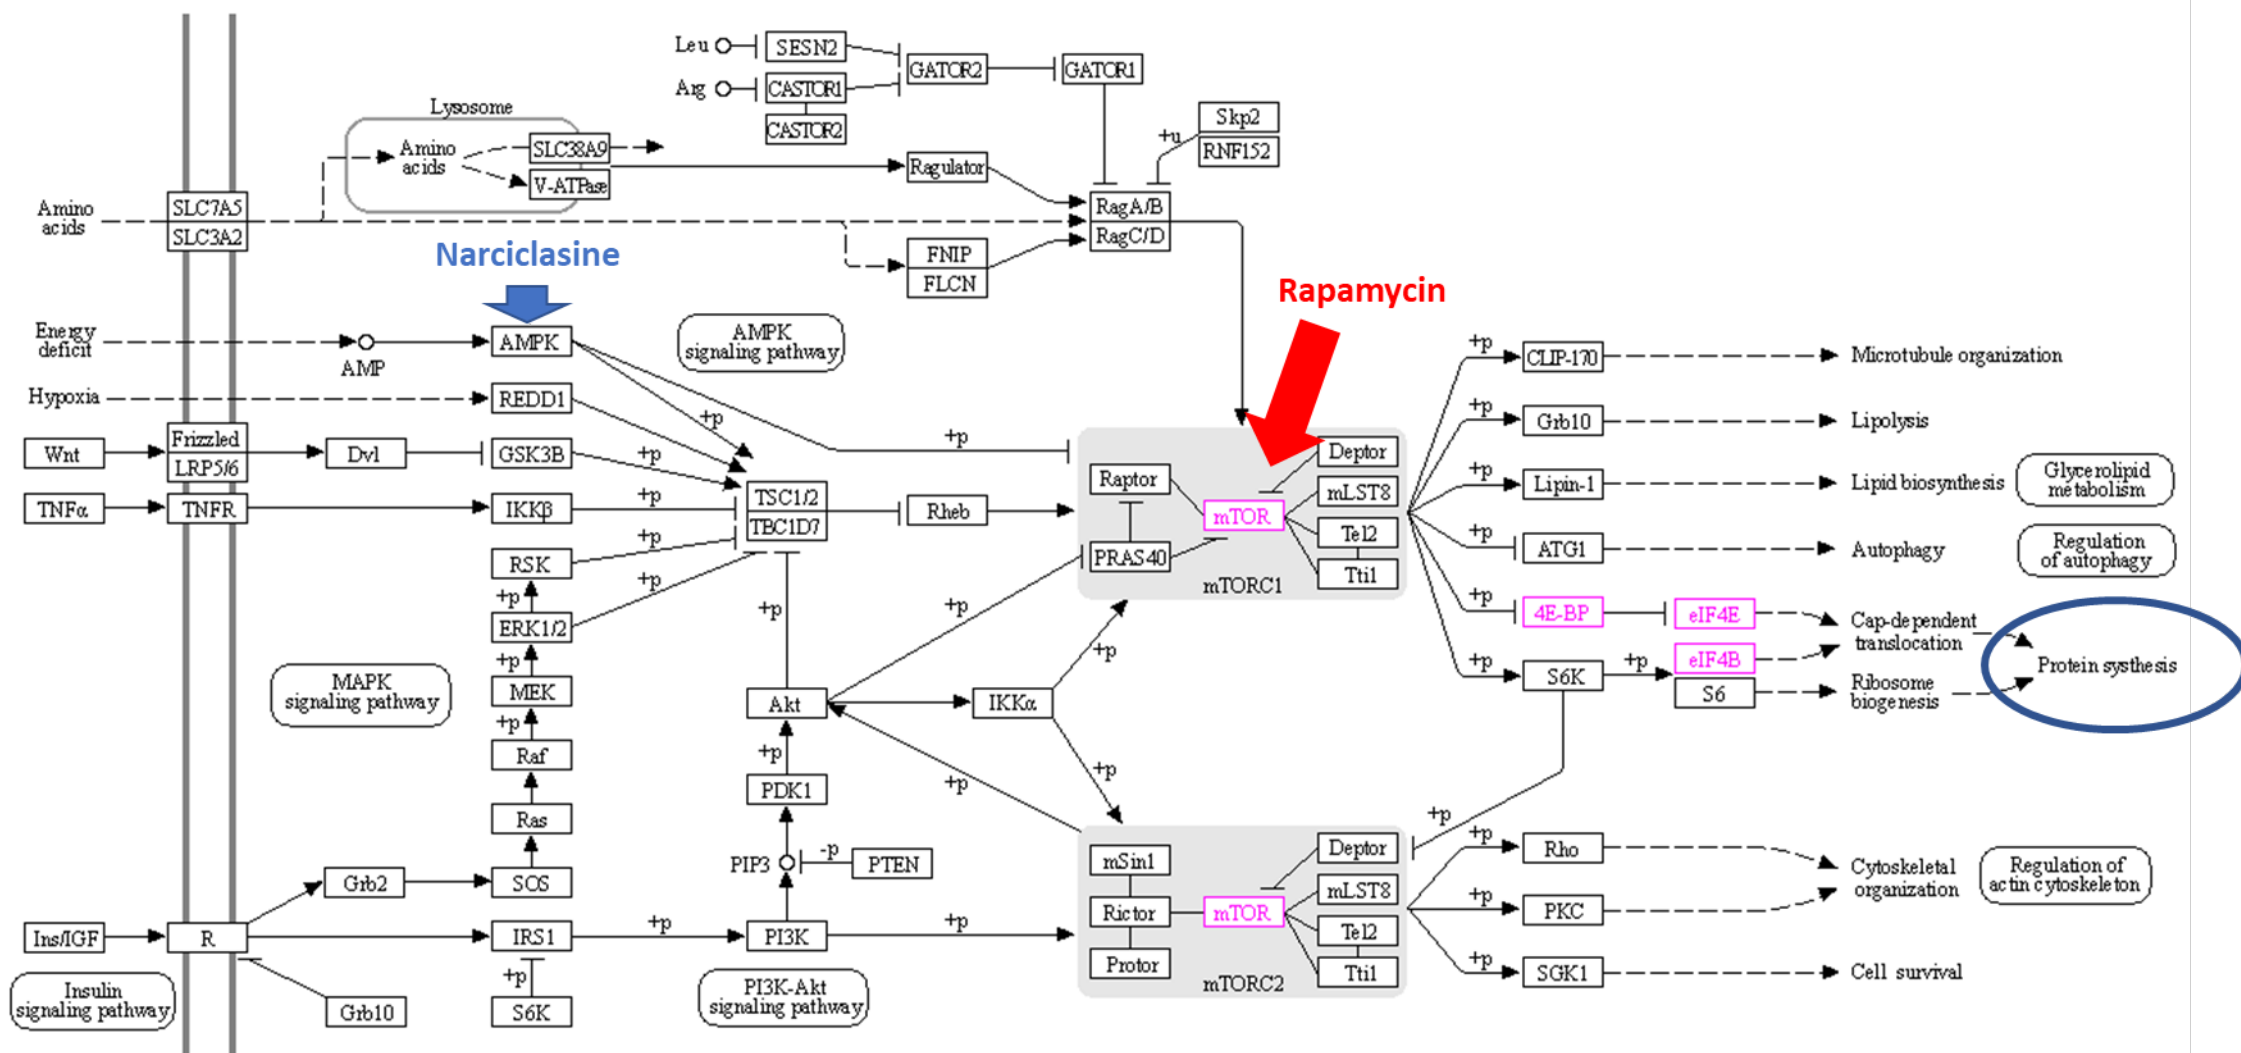 Leu
SESN2
GATOR2
GATOR1
Arg
CASTOR1
CASTOR2
Lysosome
Skp2
+u
RNF152
Amino
acids
SLC38A9
V-ATPase
Ragulator
Amino
acids
SLC7A5
SLC3A2
RagA/B
RagC/D
FNIP
FLCN
Narciclasine
Rapamycin
Energy
deficit
AMP
AMPK
AMPK
signaling pathway
Hypoxia
REDD1
+p
+p
Wnt
Frizzled
LRP5/6
Dvl
GSK3B
+p
TNFα
TNFR
IKKβ
+p
TSC1/2
TBC1D7
Rheb
RSK
+p
+p
ERK1/2
+p
+p
MEK
+p
Raf
Ras
SOS
Grb2
MAPK
signaling pathway
+p
Akt
+p
IKKα
+p
+p
+p
+p
PDK1
PIP3
-p
PTEN
Ins/IGF
R
IRS1
+p
PI3K
+p
Insulin
signaling pathway
Grb10
+p
S6K
PI3K-Akt
signaling pathway
Raptor
mTOR
PRAS40
Deptor
mLST8
Tel2
Tti1
mTORC1
+p
CLIP-170
Microtubule organization
+p
Grb10
Lipolysis
+p
Lipin-1
Lipid biosynthesis
Glycerolipid
metabolism
+p
ATG1
Autophagy
Regulation
of autophagy
+p
4E-BP
eIF4E
Cap-dependent
translocation
+p
S6K
+p
eIF4B
S6
Ribosome
biogenesis
Protein systhesis
+p
mSin1
Rictor
Protor
mTOR
Deptor
mLST8
Tel2
Tti1
mTORC2
+p
Rho
+p
PKC
Cytoskeletal
organization
Regulation of
actin cytoskeleton
+p
SGK1
Cell survival